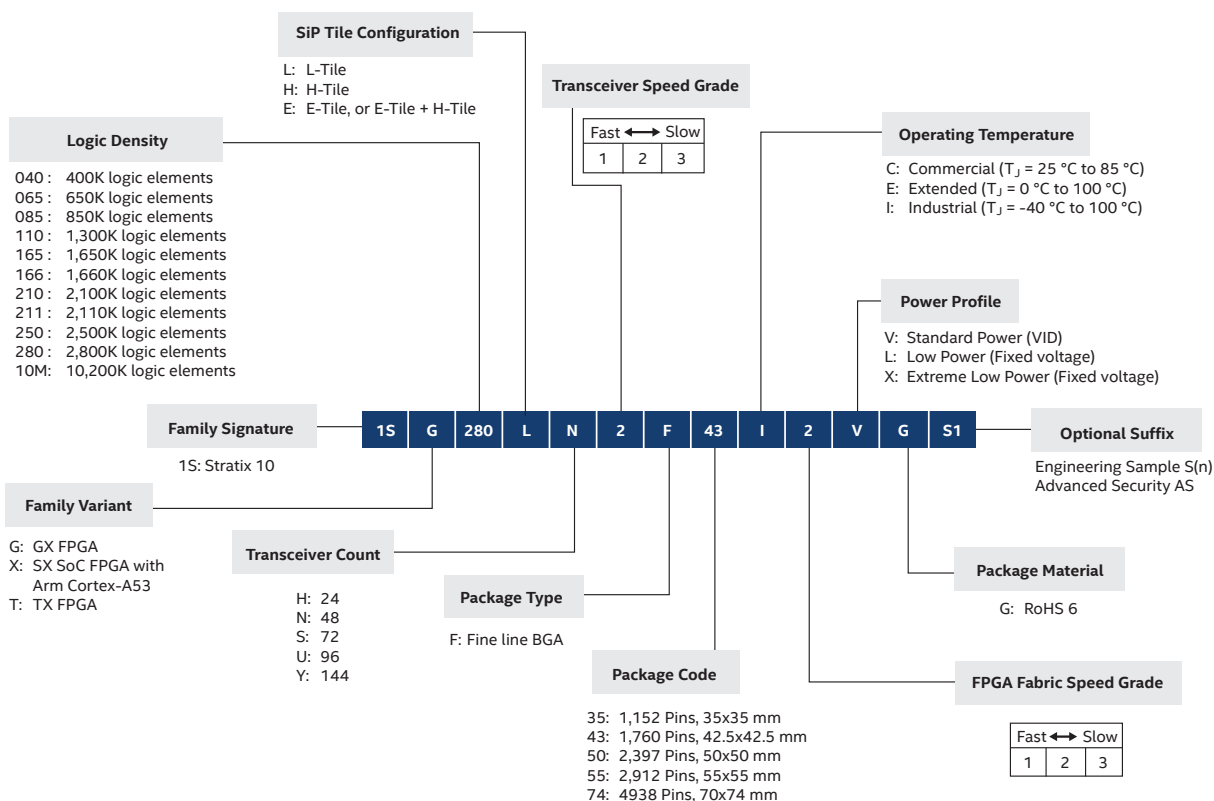 SiP Tile Configuration
L: L-Tile
H: H-Tile
E: E-Tile, or E-Tile + H-Tile
Transceiver Speed Grade
Fast ↔ Slow
1 2 3
Logic Density
040 : 400K logic elements
065 : 650K logic elements
085 : 850K logic elements
110 : 1,300K logic elements
165 : 1,650K logic elements
166 : 1,660K logic elements
210 : 2,100K logic elements
211 : 2,110K logic elements
250 : 2,500K logic elements
280 : 2,800K logic elements
10M: 10,200K logic elements
Operating Temperature
C: Commercial (TJ = 25 °C to 85 °C)
E: Extended (TJ = 0 °C to 100 °C)
I: Industrial (TJ = -40 °C to 100 °C)
Power Profile
V: Standard Power (VID)
L: Low Power (Fixed voltage)
X: Extreme Low Power (Fixed voltage)
Family Signature
1S: Stratix 10
1S G 280 L N 2 F 43 I 2 V G S1
Optional Suffix
Engineering Sample S(n)
Advanced Security AS
Family Variant
G: GX FPGA
X: SX SoC FPGA with
Arm Cortex-A53
T: TX FPGA
Transceiver Count
H: 24
N: 48
S: 72
U: 96
Y: 144
Package Type
F: Fine line BGA
Package Code
35: 1,152 Pins, 35x35 mm
43: 1,760 Pins, 42.5x42.5 mm
50: 2,397 Pins, 50x50 mm
55: 2,912 Pins, 55x55 mm
74: 4938 Pins, 70x74 mm
Package Material
G: RoHS 6
FPGA Fabric Speed Grade
Fast ↔ Slow
1 2 3